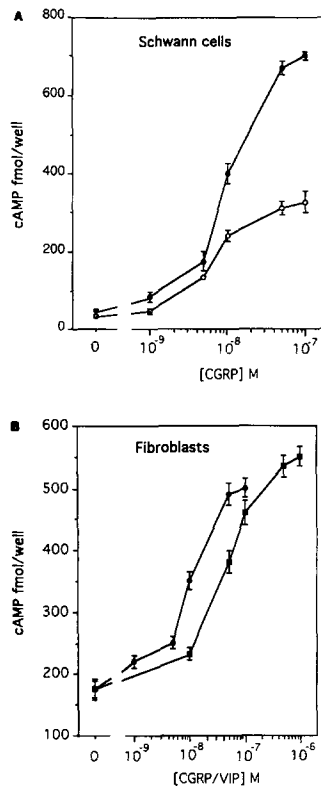 A
Schwann cells
cAMP fmol/well
800
600
400
200
0
0 10⁻⁹ 10⁻⁸ 10⁻⁷
[CGRP] M
B
Fibroblasts
cAMP fmol/well
600
500
400
300
200
100
0 10⁻⁹ 10⁻⁸ 10⁻⁷ 10⁻⁶
[CGRP/VIP] M